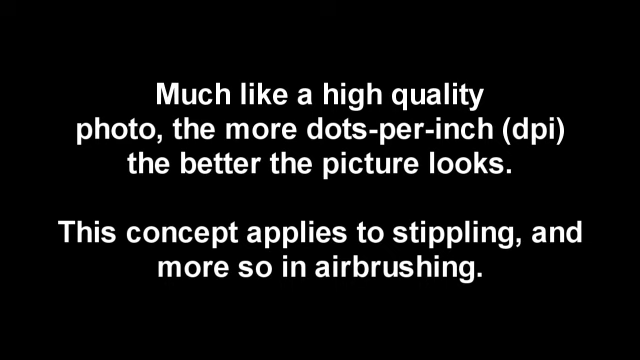 Much like a high quality
photo, the more dots-per-inch (dpi)
the better the picture looks.
This concept applies to stippling, and
more so in airbrushing.